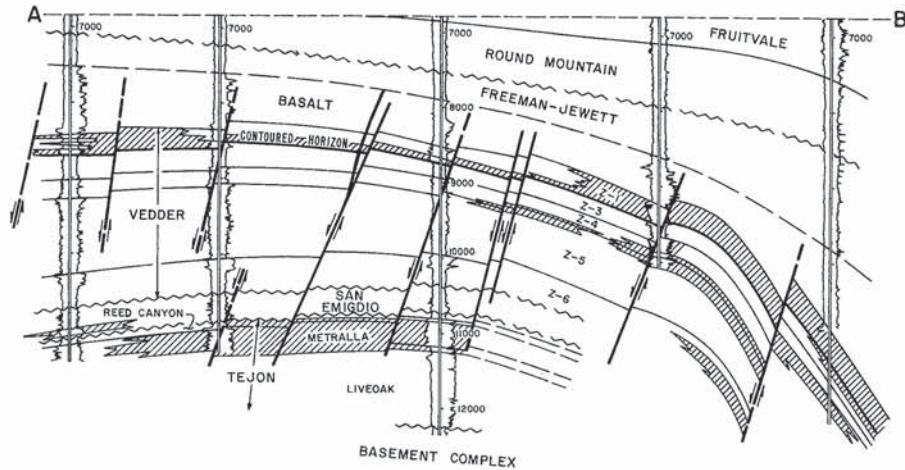 A
B
7000
7000
7000
7000
7000
FRUITVALE
ROUND MOUNTAIN
FREEMAN-JEWETT
BASALT
8000
CONTOURED HORIZON
9000
Z-1
Z-3
Z-4
VEDDER
Z-5
10000
Z-6
SAN
EMIGDIO
REED CANYON
11000
METRALLA
TEJON
LIVEOAK
12000
BASEMENT COMPLEX